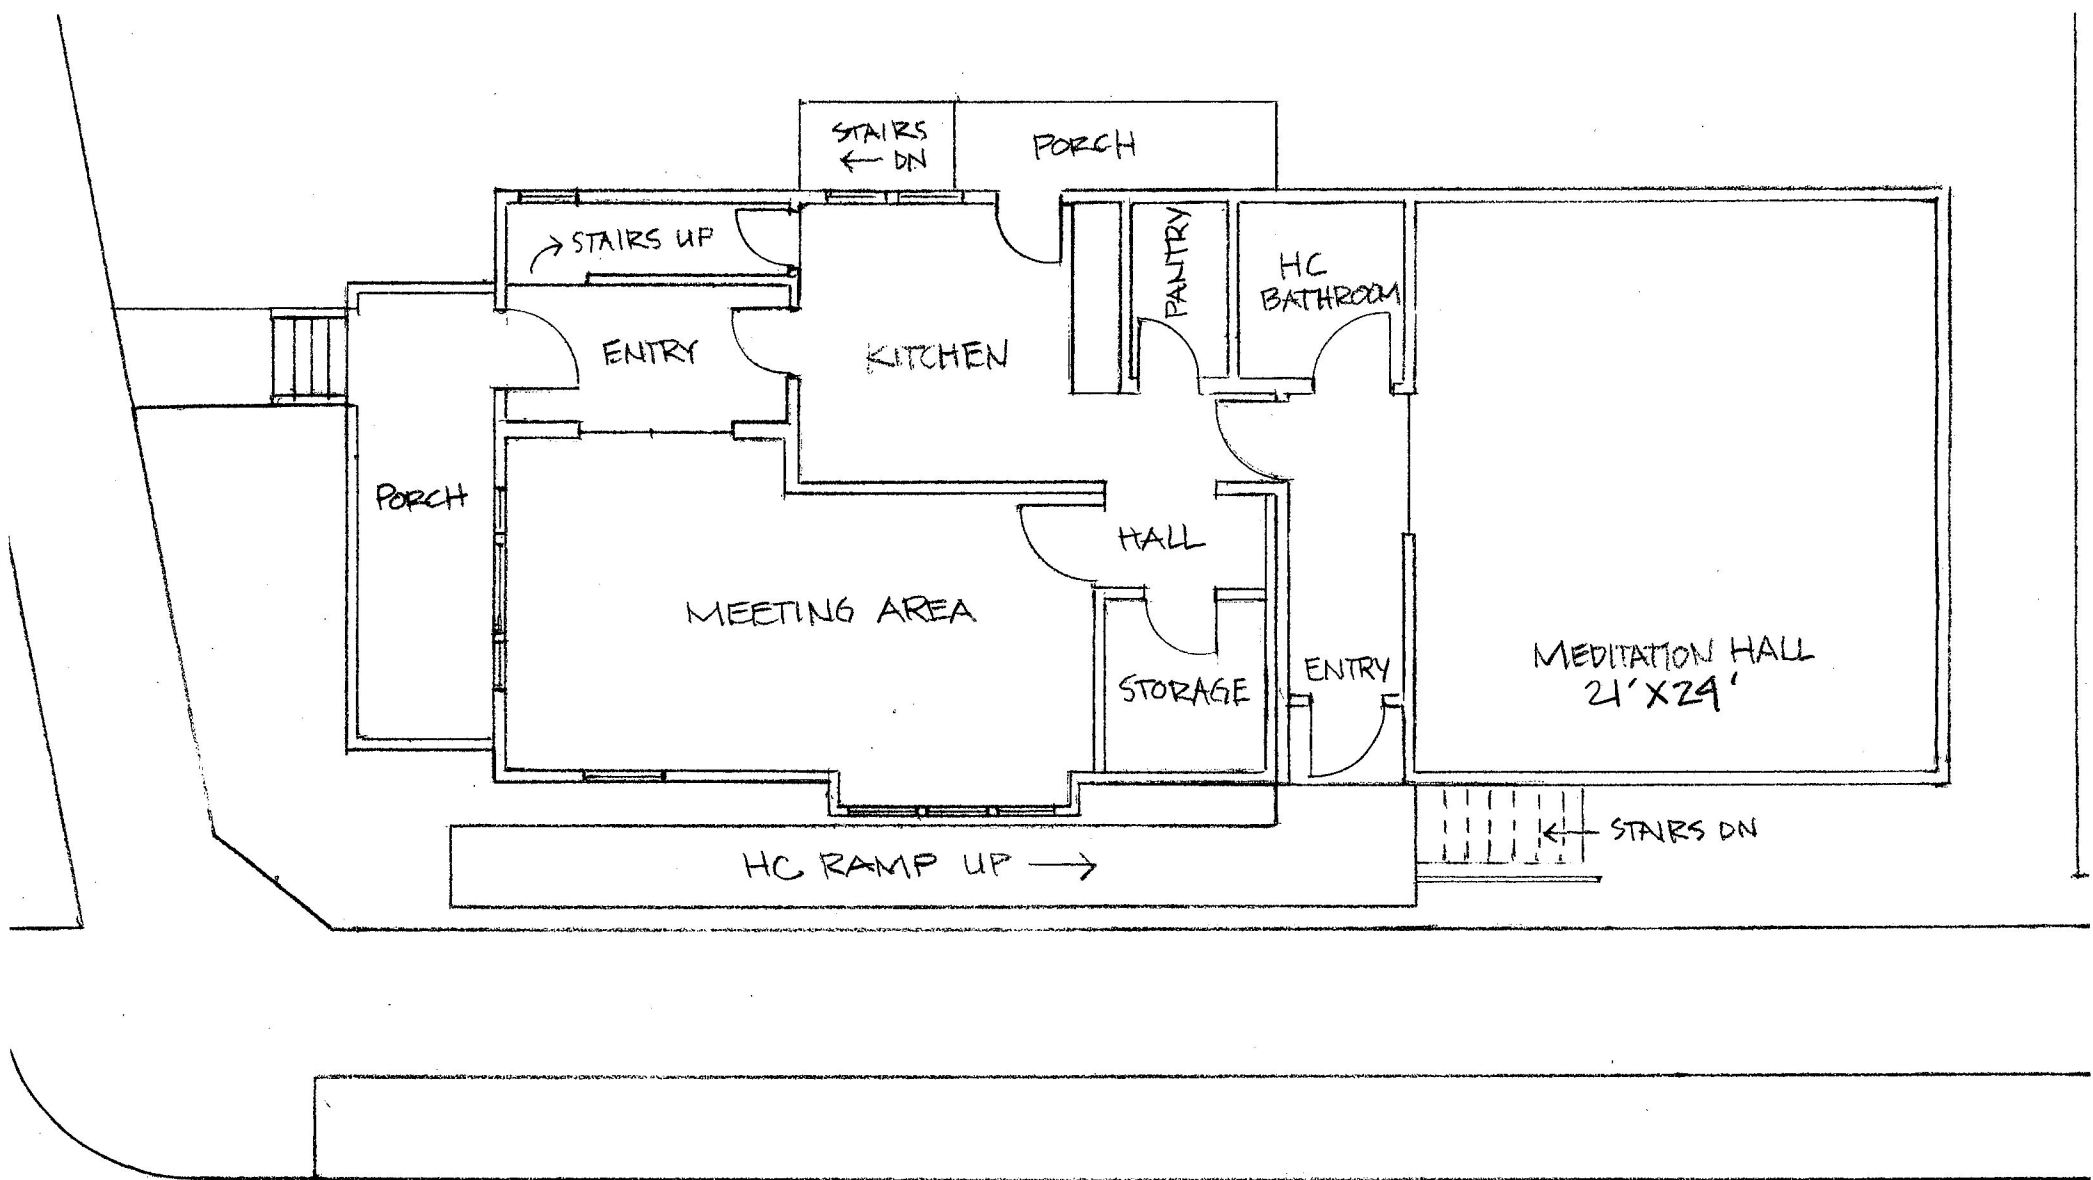 STAIRS
← DN
PORCH
STAIRS UP
PANTRY
HC
BATHROOM
ENTRY
KITCHEN
PORCH
HALL
MEETING AREA
STORAGE
ENTRY
MEDITATION HALL
21' X 24'
STAIRS DN
HC RAMP UP →